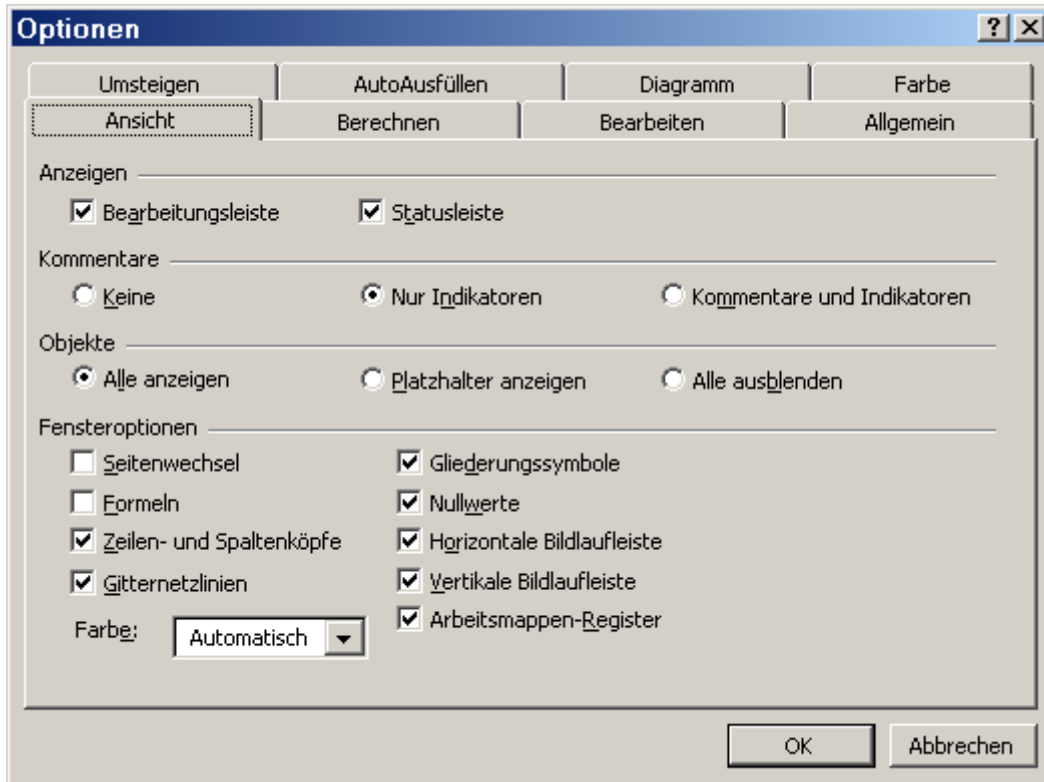 Optionen
Umsteigen AutoAusfüllen Diagramm Farbe
Ansicht Berechnen Bearbeiten Allgemein
Anzeigen
Bearbeitungsleiste Statusleiste
Kommentare
Keine Nur Indikatoren Kommentare und Indikatoren
Objekte
Alle anzeigen Platzhalter anzeigen Alle ausblenden
Fensteroptionen
Seitenwechsel Gliederungssymbole
Formeln Nullwerte
Zeilen- und Spaltenköpfe Horizontale Bildlaufleiste
Gitternetzlinien Vertikale Bildlaufleiste
Farbe: Automatisch Arbeitsmappen-Register
OK Abbrechen